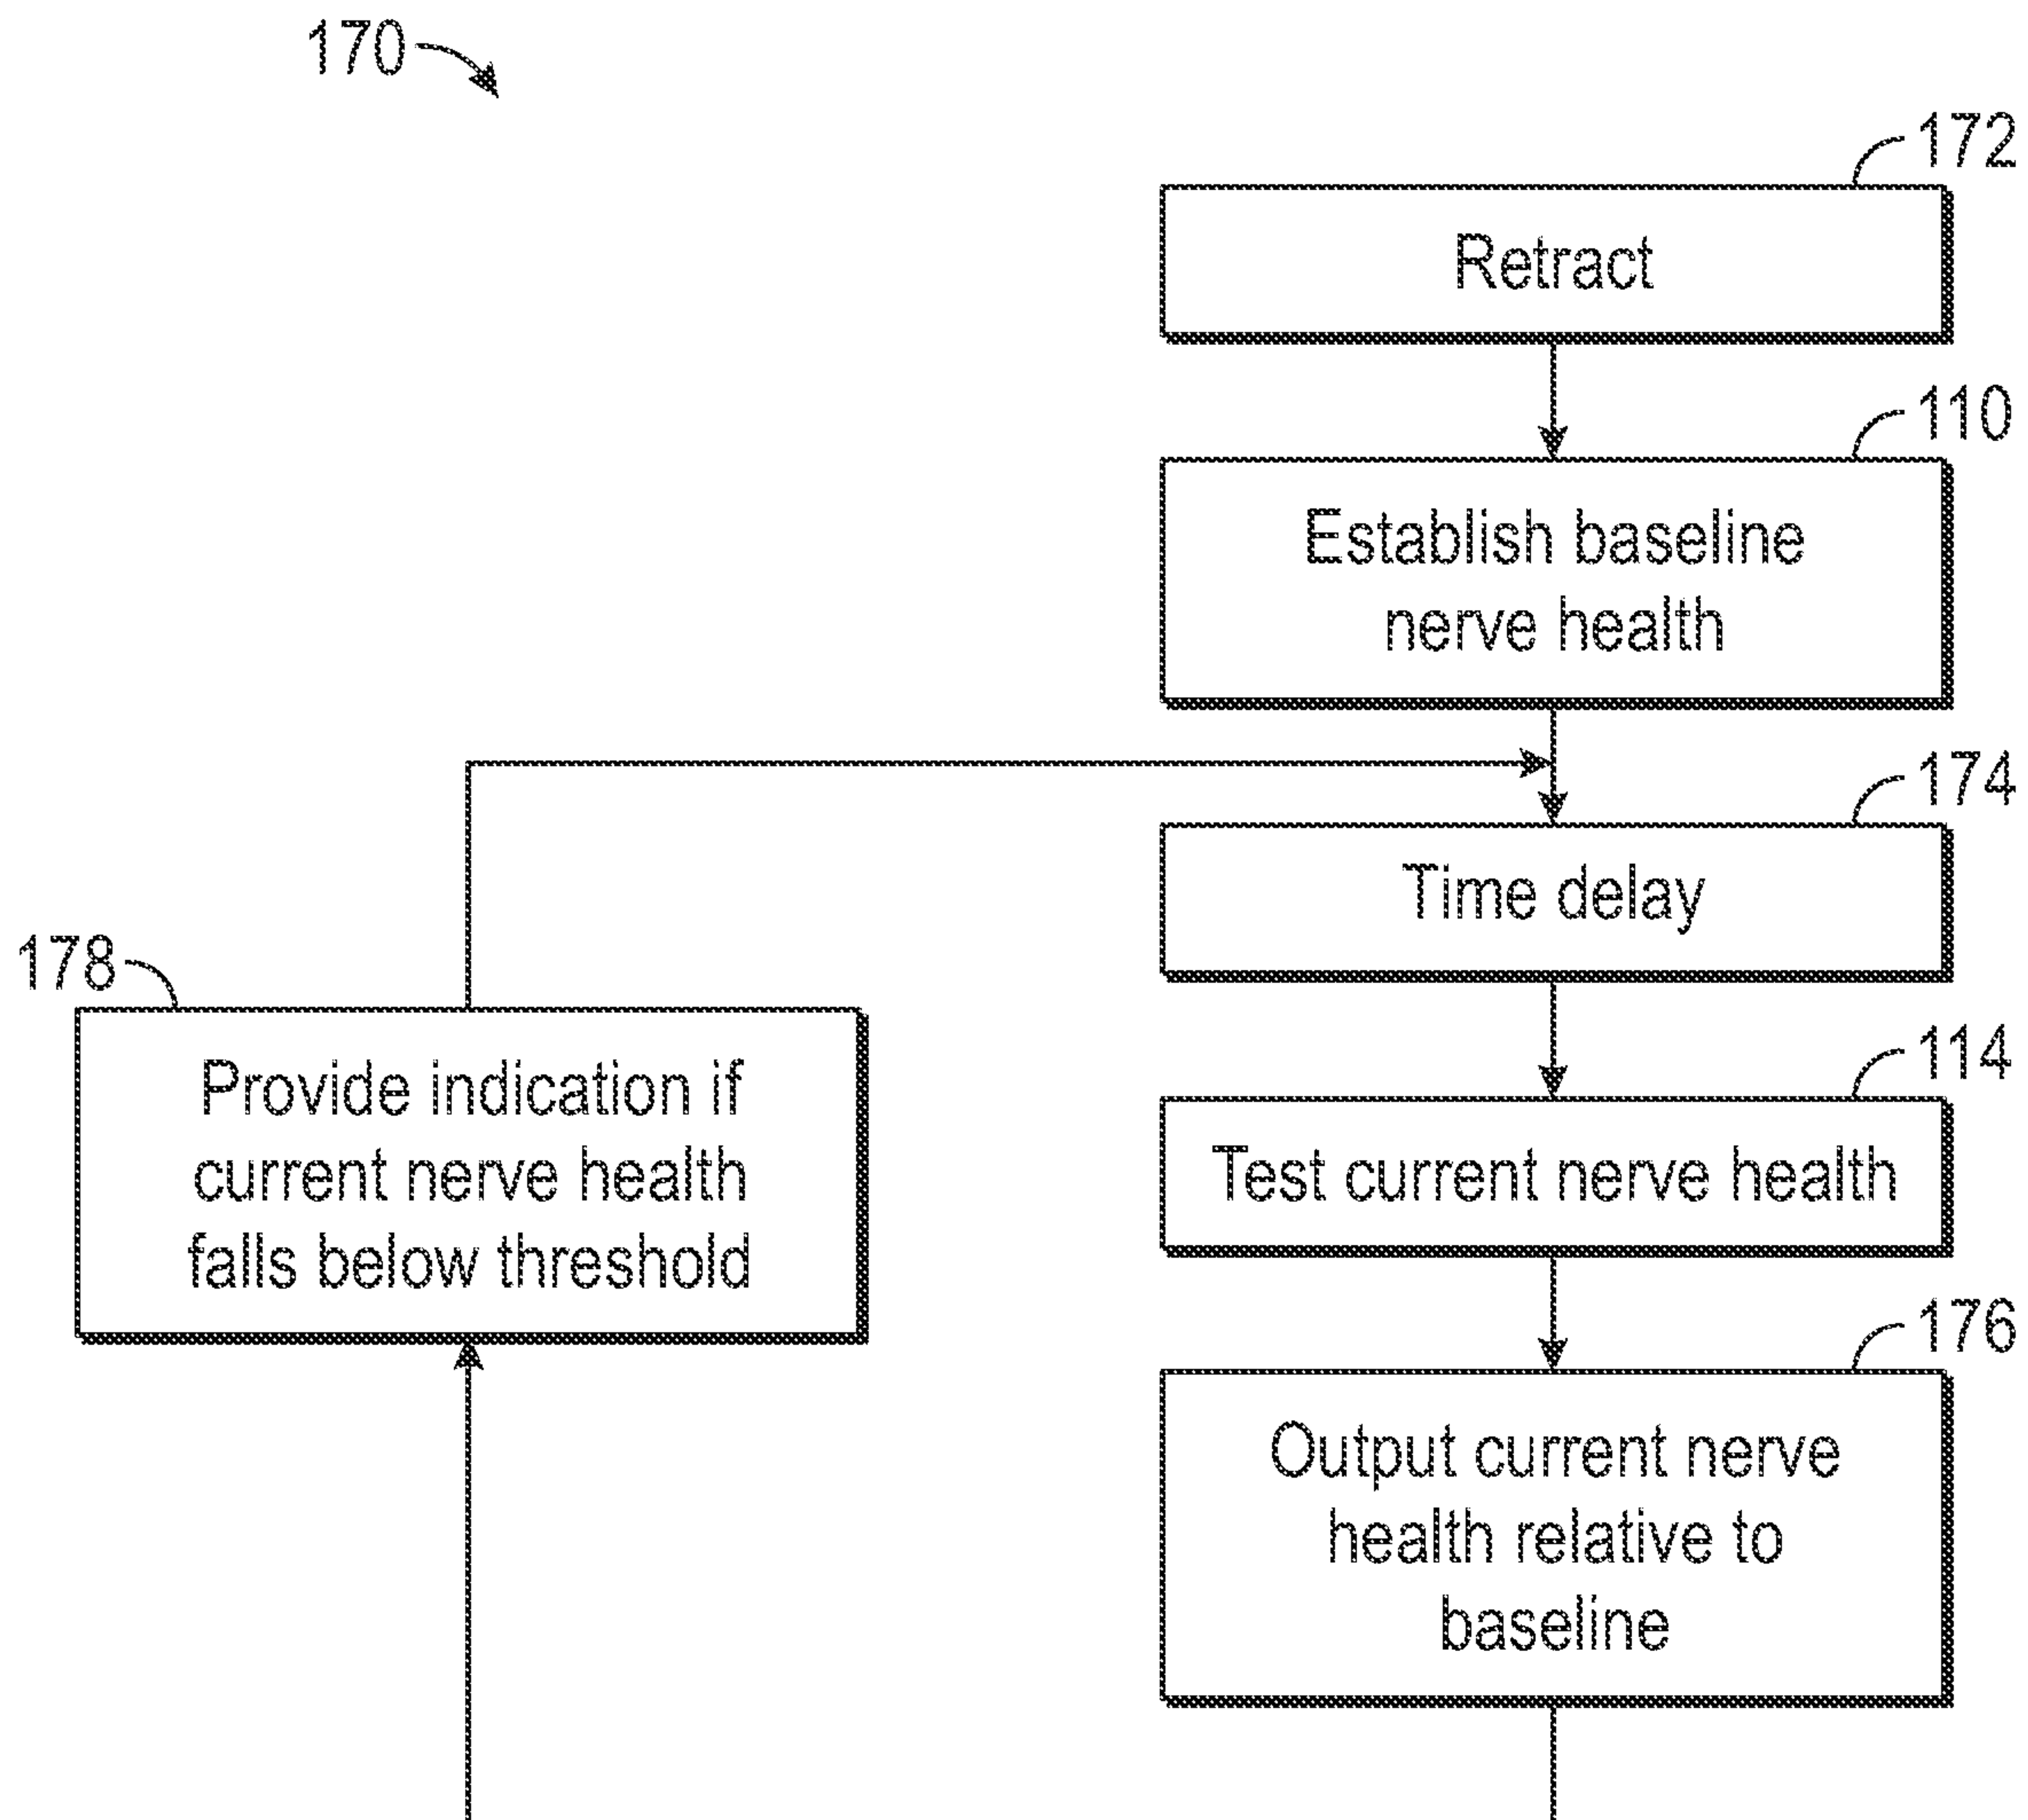 170
172
Retract
110
Establish baseline
nerve health
174
Time delay
178
Provide indication if
current nerve health
falls below threshold
114
Test current nerve health
176
Output current nerve
health relative to
baseline